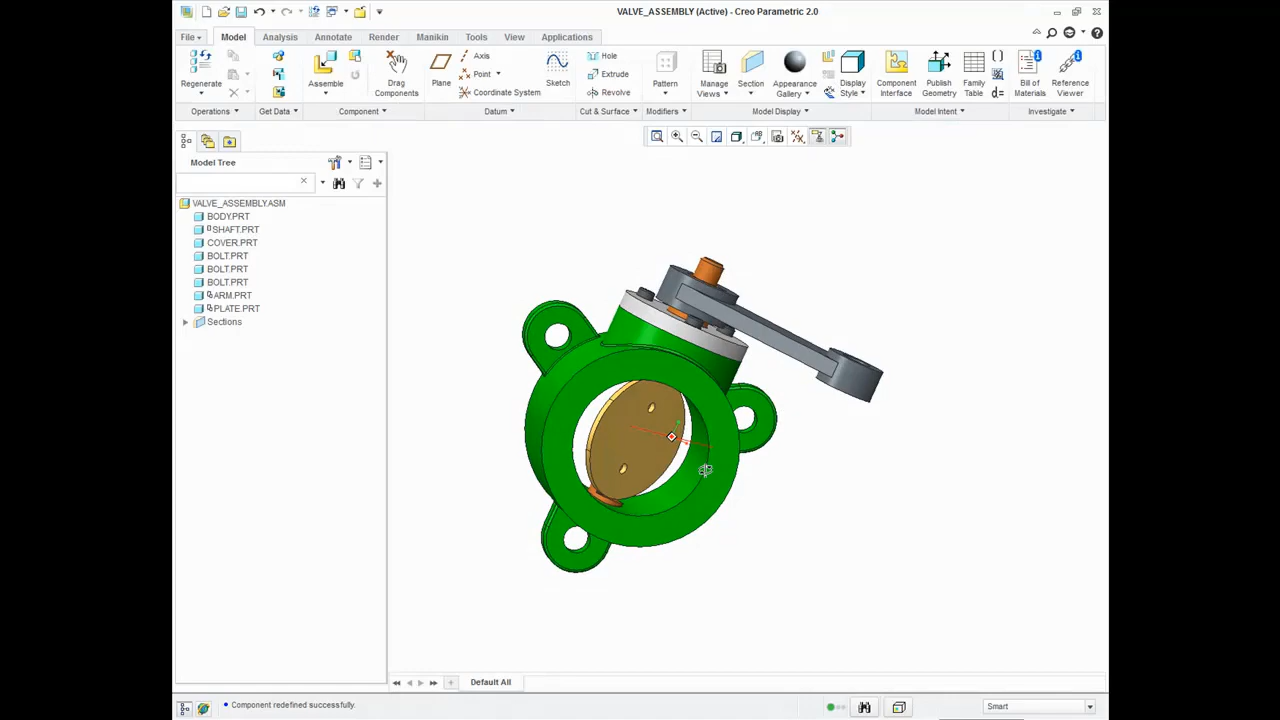 VALVE_ASSEMBLY (Active) - Creo Parametric 2.0
File Model Analysis Annotate Render Manikin Tools View Applications
Regenerate
Assemble
Drag Components
Plane
Axis
Point
Coordinate System
Sketch
Hole
Extrude
Revolve
Pattern
Manage Views
Section
Appearance Gallery
Display Style
Component Interface
Publish Geometry
Family Table
d=
Bill of Materials
Reference Viewer
Operations Get Data Component Datum Cut & Surface Modifiers Model Display Model Intent Investigate
Model Tree
VALVE_ASSEMBLY.ASM
BODY.PRT
SHAFT.PRT
COVER.PRT
BOLT.PRT
BOLT.PRT
BOLT.PRT
ARM.PRT
PLATE.PRT
Sections
Default All
Component redefined successfully.
Smart